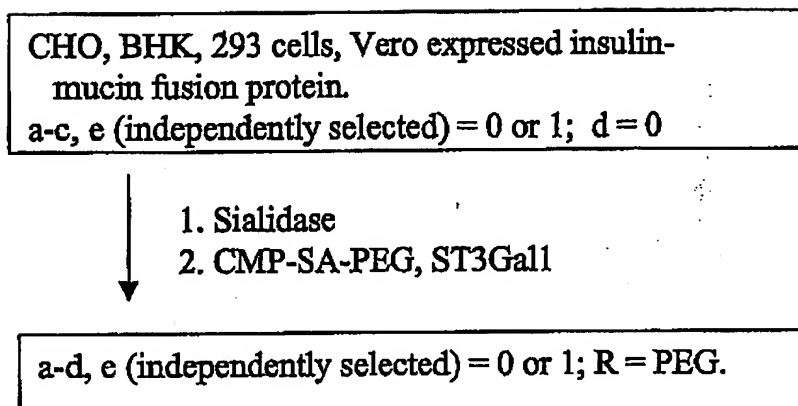 CHO, BHK, 293 cells, Vero expressed insulin-
mucin fusion protein.
a-c, e (independently selected) = 0 or 1; d = 0
1. Sialidase
2. CMP-SA-PEG, ST3Gal1
a-d, e (independently selected) = 0 or 1; R = PEG.